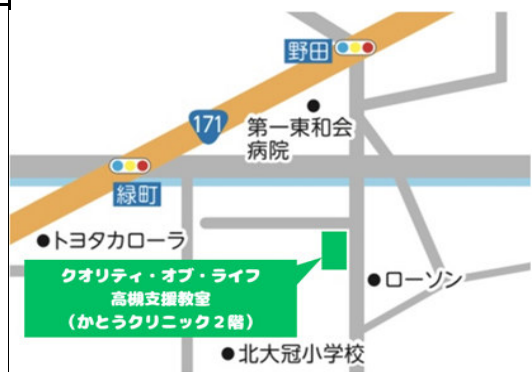 野田
171
第一東和会
病院
緑町
トヨタカローラ
クオリティ・オブ・ライフ
高槻支援教室
（かとうクリニック２階）
ローソン
北大冠小学校